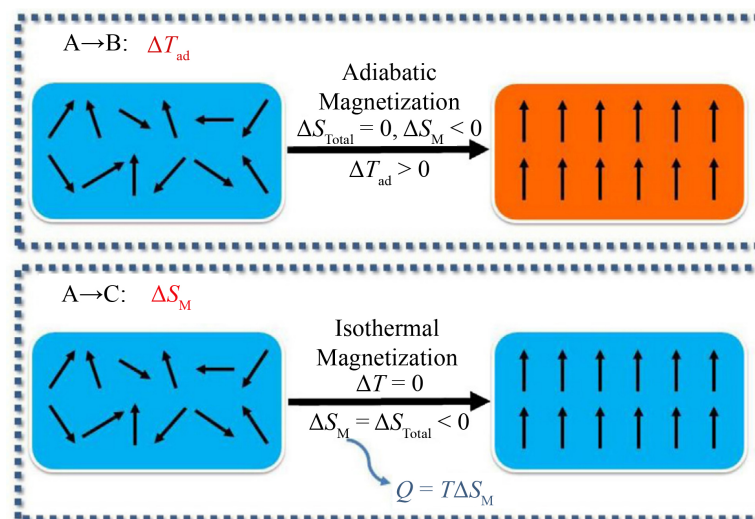 A→B: ΔT_ad
Adiabatic
Magnetization
ΔS_Total = 0, ΔS_M < 0
ΔT_ad > 0
A→C: ΔS_M
Isothermal
Magnetization
ΔT = 0
ΔS_M = ΔS_Total < 0
Q = TΔS_M